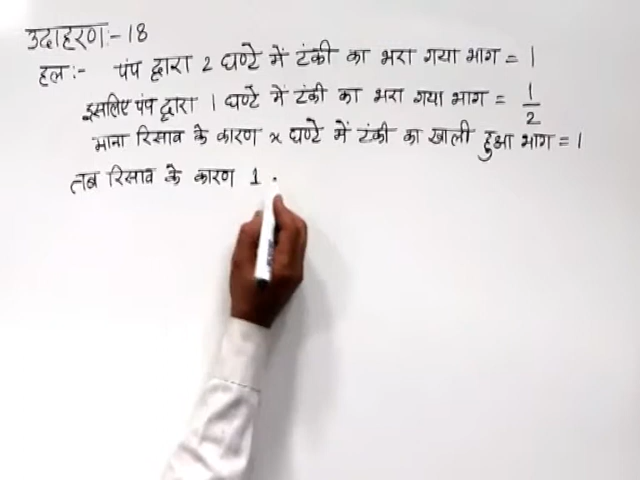 उदाहरण:- 18
हल:- पंप द्वारा 2 घण्टे में टंकी का भरा गया भाग = 1
इसलिए पंप द्वारा 1 घण्टे में टंकी का भरा गया भाग = 1/2
माना रिसाव के कारण x घण्टे में टंकी का खाली हुआ भाग = 1
तब रिसाव के कारण 1